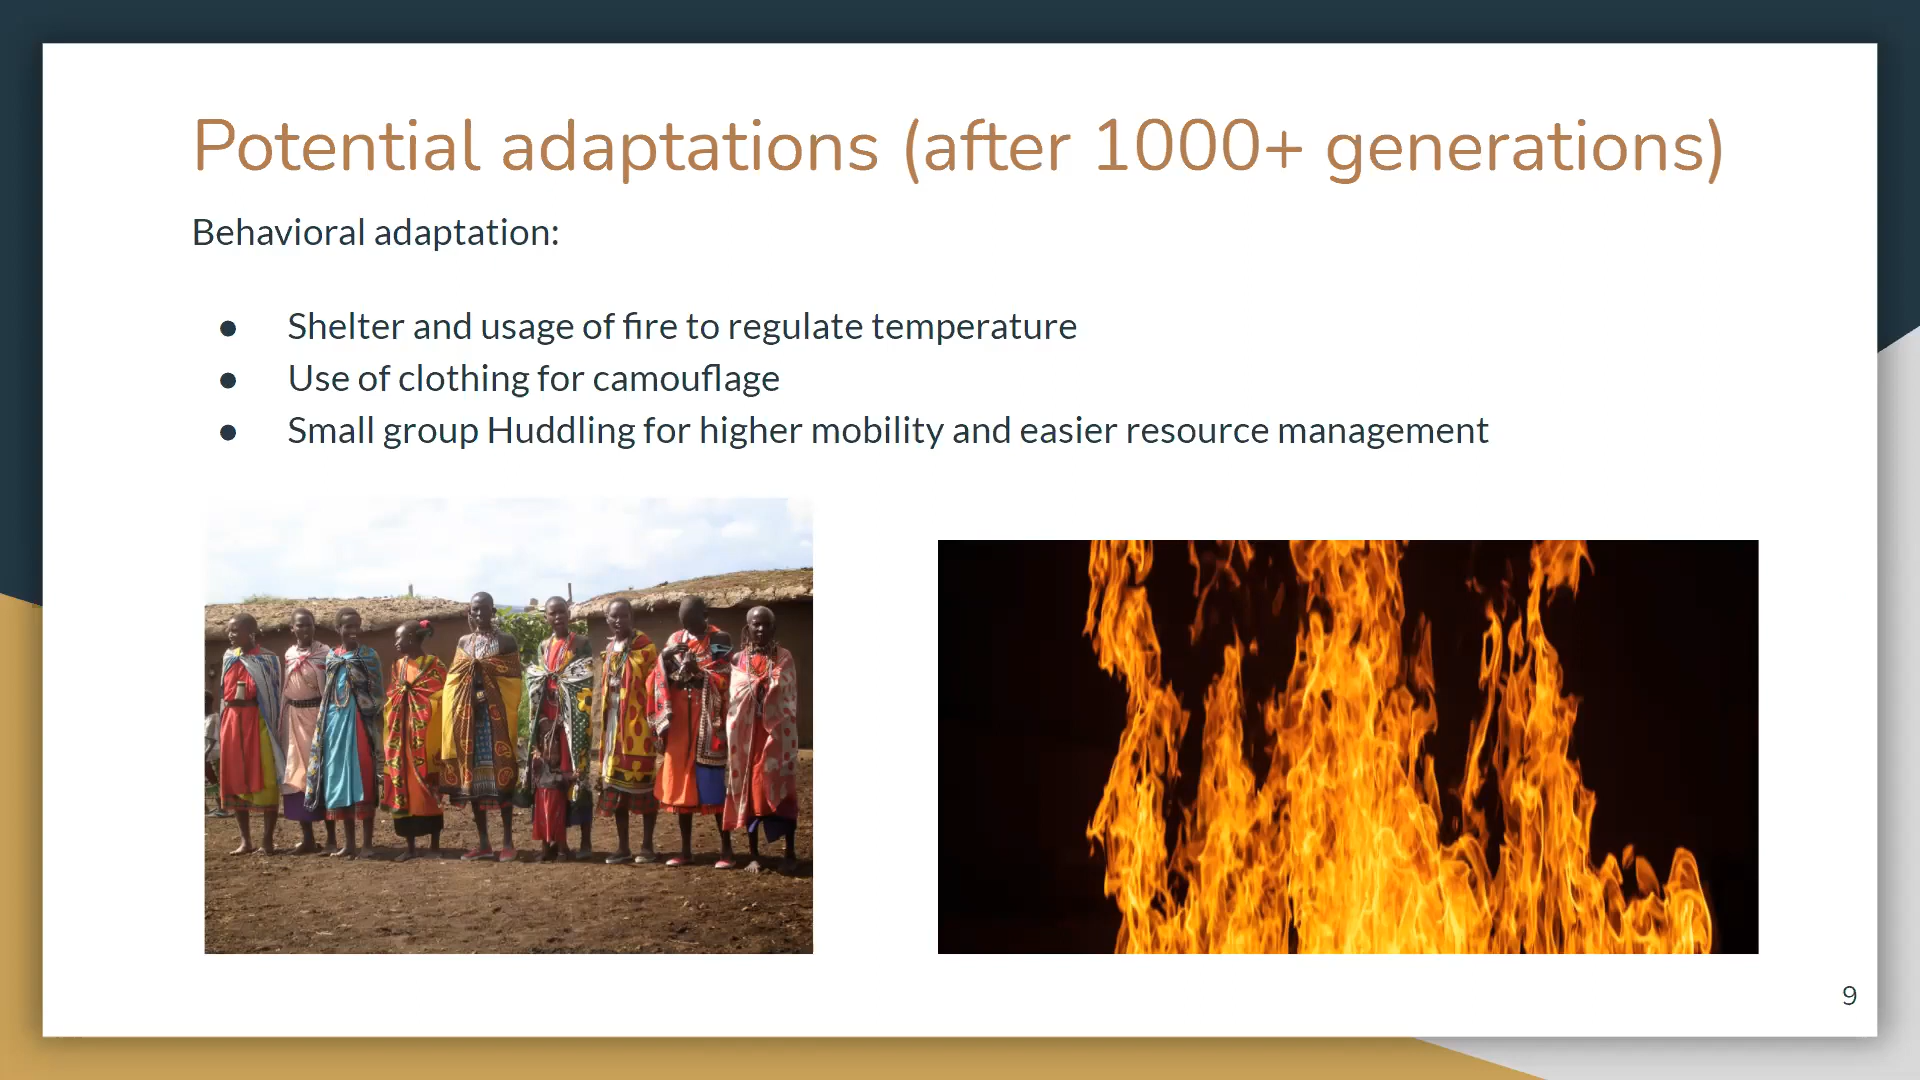 Potential adaptations (after 1000+ generations)
Behavioral adaptation:
● Shelter and usage of fire to regulate temperature
● Use of clothing for camouflage
● Small group Huddling for higher mobility and easier resource management
9